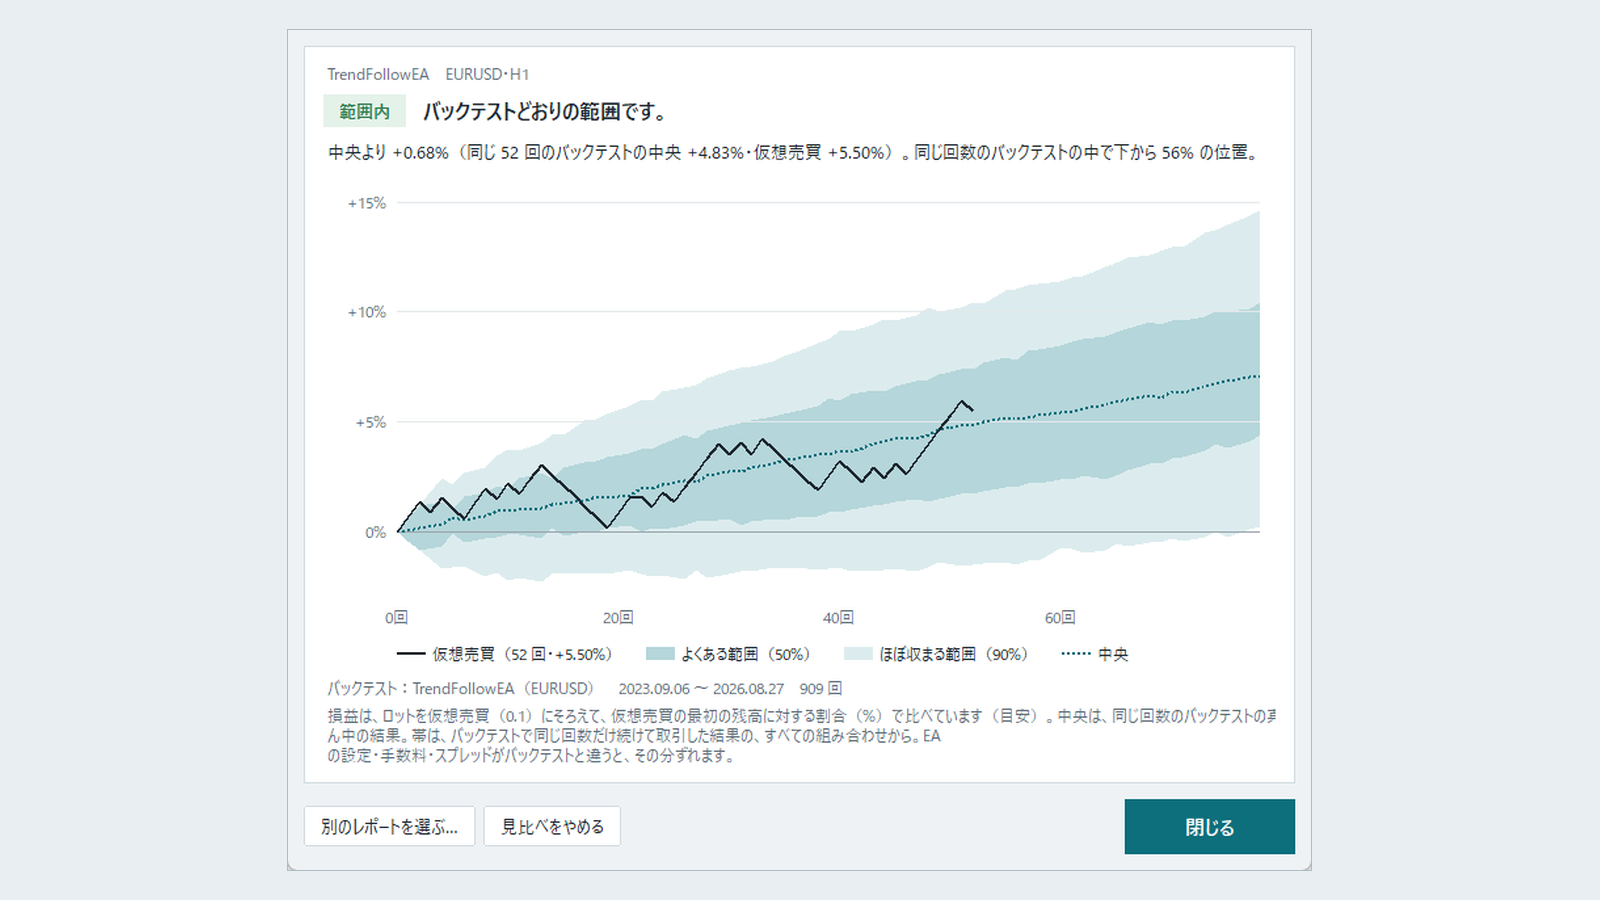 TrendFollowEA EURUSD・H1
範囲内 バックテストどおりの範囲です。
中央より +0.68%（同じ 52 回のバックテストの中央 +4.83%・仮想売買 +5.50%）。同じ回数のバックテストの中で下から 56% の位置。
+15%
+10%
+5%
0%
0回 20回 40回 60回
仮想売買（52 回・+5.50%） よくある範囲（50%） ほぼ収まる範囲（90%） 中央
バックテスト：TrendFollowEA（EURUSD） 2023.09.06 ～ 2026.08.27 909 回
損益は、ロットを仮想売買（0.1）にそろえて、仮想売買の最初の残高に対する割合（%）で比べています（目安）。中央は、同じ回数のバックテストの真
ん中の結果。帯は、バックテストで同じ回数だけ続けて取引した結果の、すべての組み合わせから。EA
の設定・手数料・スプレッドがバックテストと違うと、その分ずれます。
別のレポートを選ぶ... 見比べをやめる 閉じる